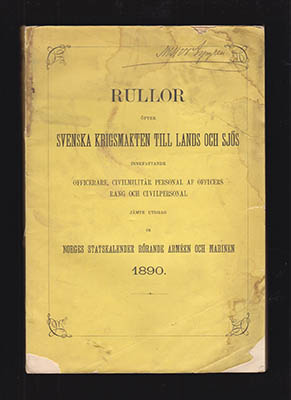 RULLOR
ÖFVER
SVENSKA KRIGSMAKTEN TILL LANDS OCH SJÖS
INNEFATTANDE
OFFICERARE, CIVILMILITÄR PERSONAL AF OFFICERS
RANG OCH CIVILPERSONAL
JÄMTE UTDRAG
UR
NORGES STATSKALENDER RÖRANDE ARMÉEN OCH MARINEN
1890.